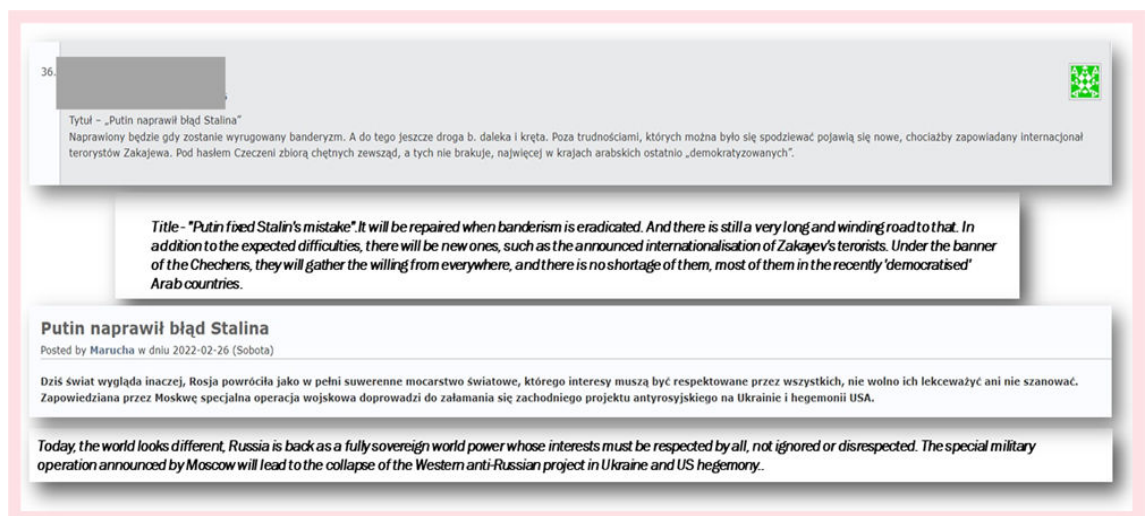 36.
Tytuł – „Putin naprawił błąd Stalina”
Naprawiony będzie gdy zostanie wyrugowany banderyzm. A do tego jeszcze droga b. daleka i kręta. Poza trudnościami, których można było się spodziewać pojawią się nowe, chociażby zapowiadany internacjonał
terorystów Zakajewa. Pod hasłem Czeczeni zbiorą chętnych zewsząd, a tych nie brakuje, najwięcej w krajach arabskich ostatnio „demokratyzowanych”.
Title - "Putin fixed Stalin's mistake".It will be repaired when banderism is eradicated. And there is still a very long and winding road to that. In
addition to the expected difficulties, there will be new ones, such as the announced internationalisation of Zakayev's terorists. Under the banner
of the Chechens, they will gather the willing from everywhere, and there is no shortage of them, most of them in the recently 'democratised'
Arab countries.
Putin naprawił błąd Stalina
Posted by Marucha w dniu 2022-02-26 (Sobota)
Dziś świat wygląda inaczej, Rosja powróciła jako w pełni suwerenne mocarstwo światowe, którego interesy muszą być respektowane przez wszystkich, nie wolno ich lekceważyć ani nie szanować.
Zapowiedziana przez Moskwę specjalna operacja wojskowa doprowadzi do załamania się zachodniego projektu antyrosyjskiego na Ukrainie i hegemonii USA.
Today, the world looks different, Russia is back as a fully sovereign world power whose interests must be respected by all, not ignored or disrespected. The special military
operation announced by Moscow will lead to the collapse of the Western anti-Russian project in Ukraine and US hegemony..